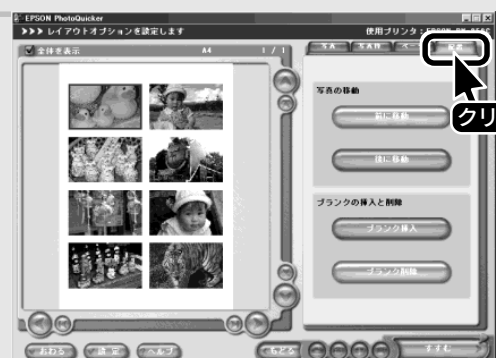 EPSON PhotoQuicker
>>> レイアウトオプションを設定します
使用プリンタ：EPSON PM-
全体を表示
A4
1 / 1
配置
クリ
写真の移動
前に移動
後に移動
ブランクの挿入と削除
ブランク挿入
ブランク削除
おわる
設定
ヘルプ
もどる
すすむ